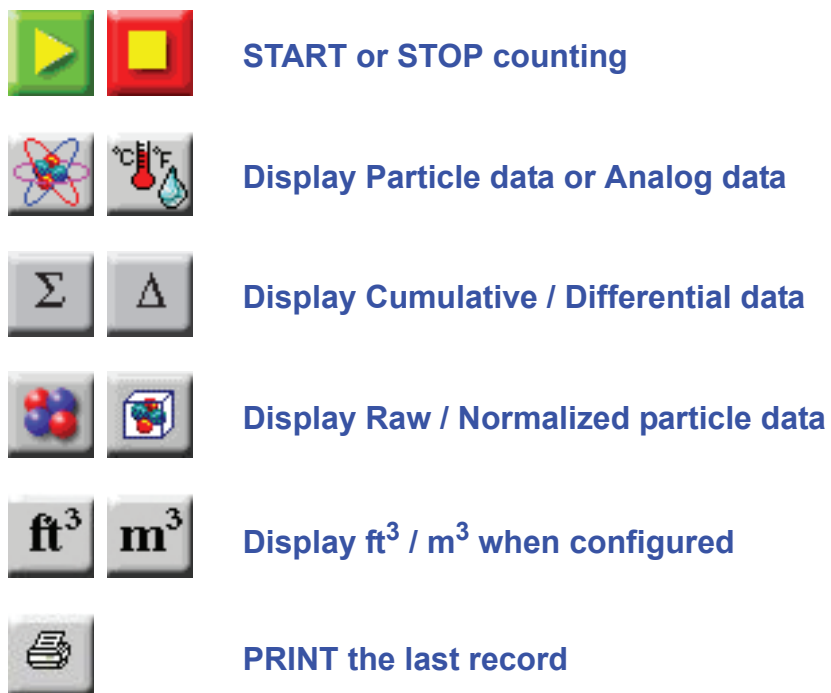 START or STOP counting
°C °F Display Particle data or Analog data
Σ Δ Display Cumulative / Differential data
Display Raw / Normalized particle data
ft³ m³ Display ft³ / m³ when configured
PRINT the last record